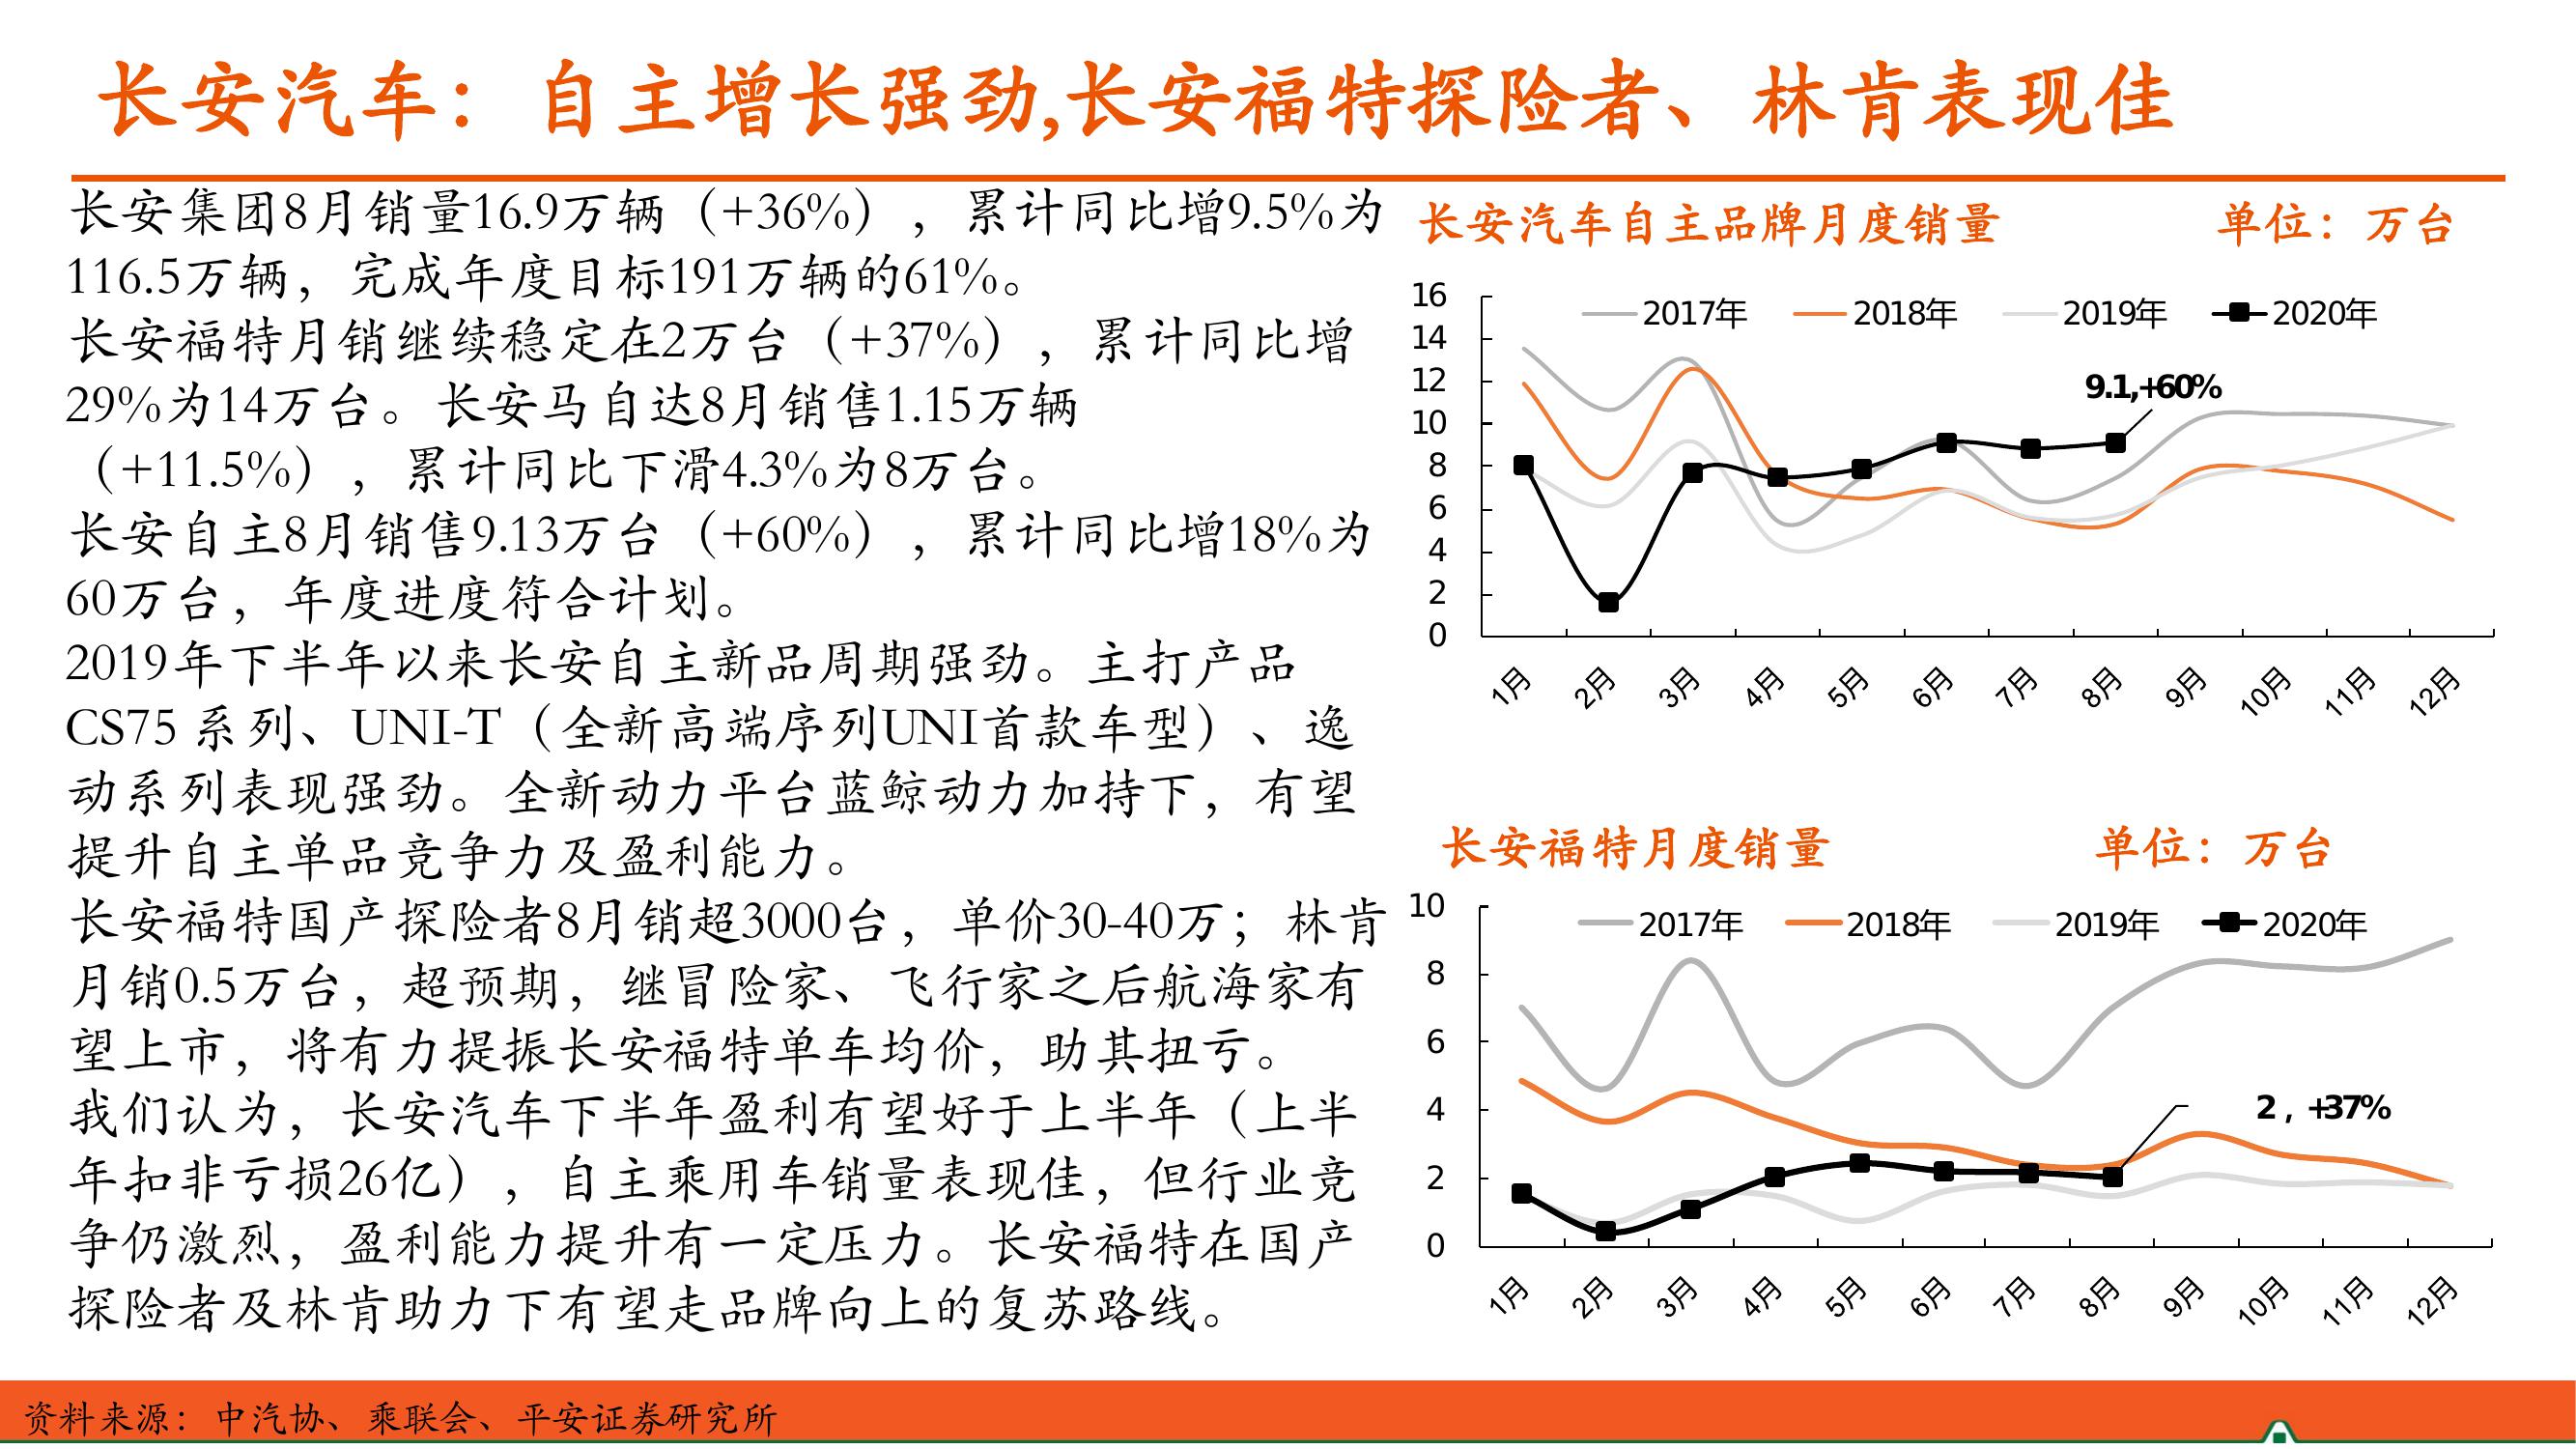 长安汽车：自主增长强劲,长安福特探险者、林肯表现佳
长安集团8月销量16.9万辆（+36%），累计同比增9.5%为
116.5万辆，完成年度目标191万辆的61%。
长安福特月销继续稳定在2万台（+37%），累计同比增
29%为14万台。长安马自达8月销售1.15万辆
（+11.5%），累计同比下滑4.3%为8万台。
长安自主8月销售9.13万台（+60%），累计同比增18%为
60万台，年度进度符合计划。
2019年下半年以来长安自主新品周期强劲。主打产品
CS75 系列、UNI-T（全新高端序列UNI首款车型）、逸
动系列表现强劲。全新动力平台蓝鲸动力加持下，有望
提升自主单品竞争力及盈利能力。
长安福特国产探险者8月销超3000台，单价30-40万；林肯
月销0.5万台，超预期，继冒险家、飞行家之后航海家有
望上市，将有力提振长安福特单车均价，助其扭亏。
我们认为，长安汽车下半年盈利有望好于上半年（上半
年扣非亏损26亿），自主乘用车销量表现佳，但行业竞
争仍激烈，盈利能力提升有一定压力。长安福特在国产
探险者及林肯助力下有望走品牌向上的复苏路线。
长安汽车自主品牌月度销量 单位：万台
2017年 2018年 2019年 2020年
9.1,+60%
16
14
12
10
8
6
4
2
0
1月 2月 3月 4月 5月 6月 7月 8月 9月 10月 11月 12月
长安福特月度销量 单位：万台
2017年 2018年 2019年 2020年
2，+37%
10
8
6
4
2
0
1月 2月 3月 4月 5月 6月 7月 8月 9月 10月 11月 12月
资料来源：中汽协、乘联会、平安证券研究所